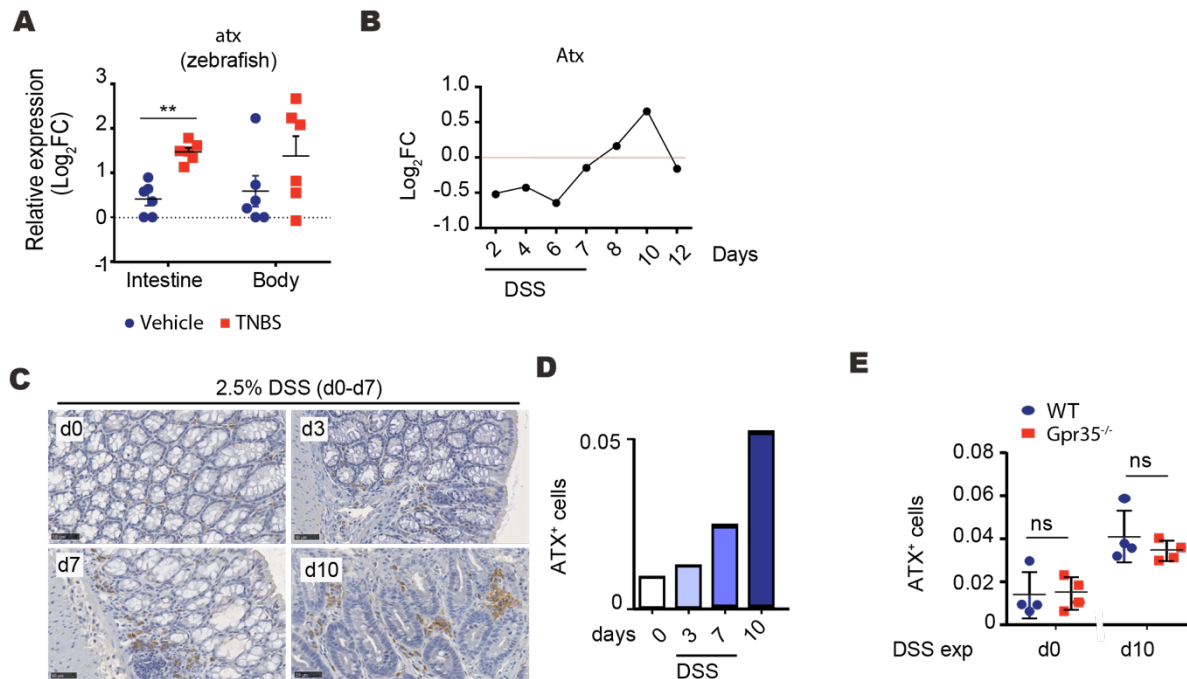 A
atx
(zebrafish)
Relative expression
(Log2FC)
3
2
1
0
-1
**
Intestine
Body
Vehicle
TNBS
B
Atx
Log2FC
1.0
0.5
0.0
-0.5
-1.0
2
4
6
7
8
10
12
Days
DSS
C
2.5% DSS (d0-d7)
d0
d3
d7
d10
D
ATX+ cells
0.05
0
days
0
3
7
10
DSS
E
WT
Gpr35-/-
ATX+ cells
0.08
0.06
0.04
0.02
0
ns
ns
DSS exp
d0
d10